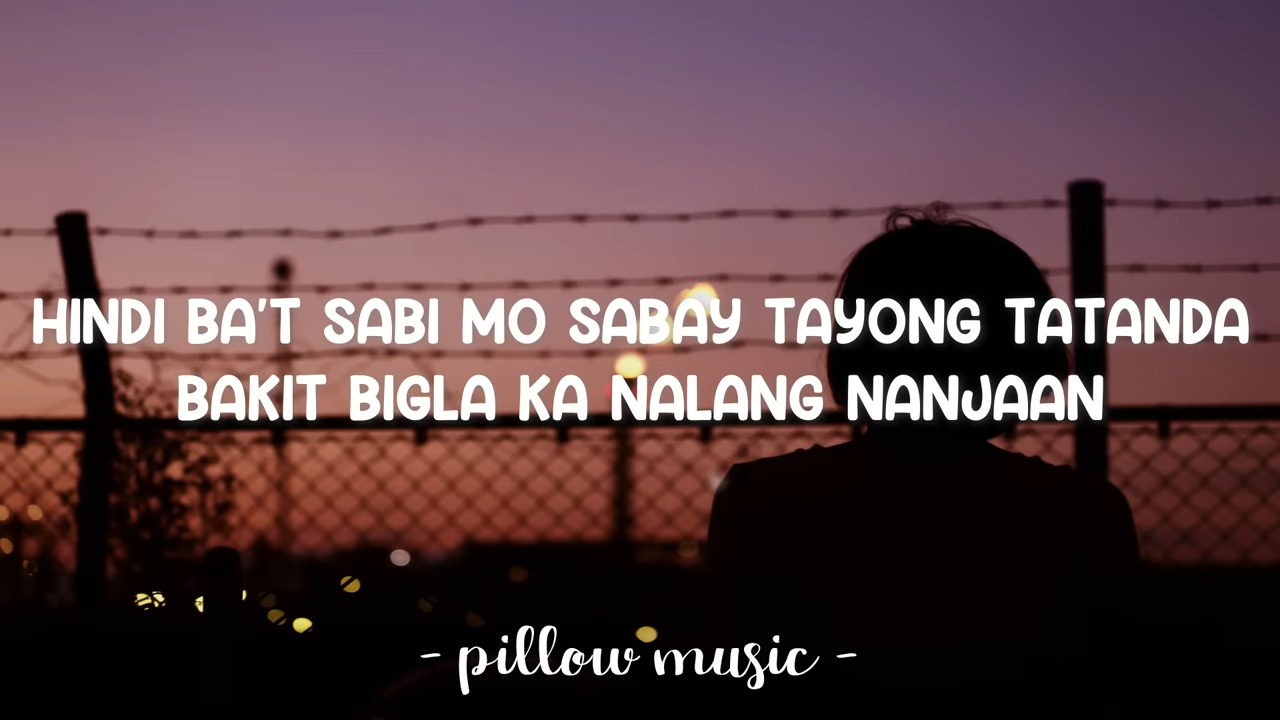 HINDI BA'T SABI MO SABAY TAYONG TATANDA
BAKIT BIGLA KA NALANG NANJAAN
- pillow music -